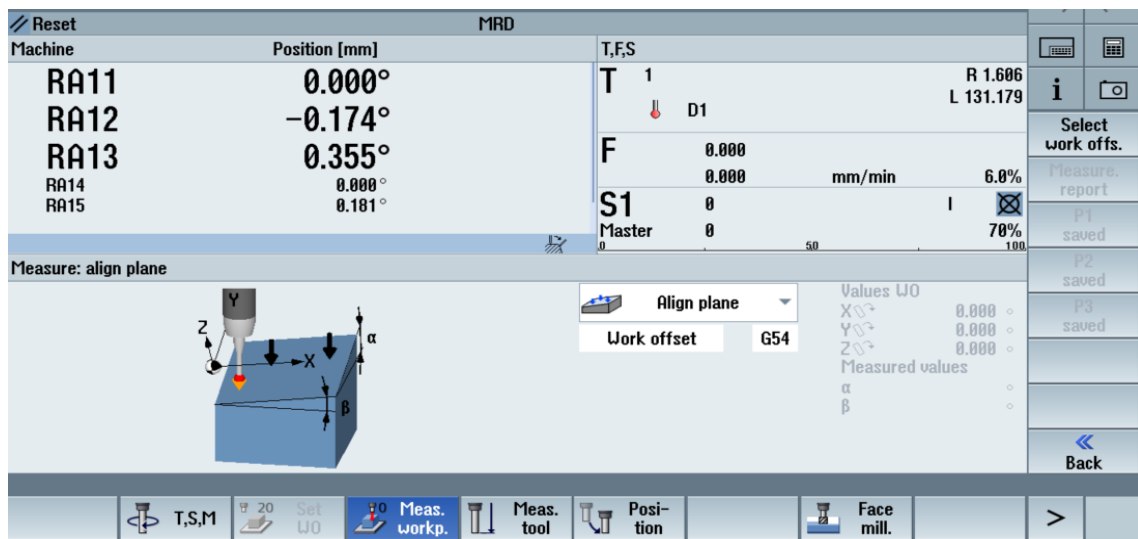 Reset MRD
Machine Position [mm]
RA11 0.000°
RA12 -0.174°
RA13 0.355°
RA14 0.000°
RA15 0.181°
T,F,S
T 1 R 1.606
L 131.179
D1
F 0.000
0.000 mm/min 6.0%
S1 0 I
Master 0 70%
0 50 100
Measure: align plane
Y
Z
X
α
β
Align plane
Work offset G54
Values WO
X 0.000 °
Y 0.000 °
Z 0.000 °
Measured values
α °
β °
i
Select
work offs.
Measure.
report
P1
saved
P2
saved
P3
saved
«
Back
T,S,M
20 Set
WO
0 Meas.
workp.
Meas.
tool
Posi-
tion
Face
mill.
>